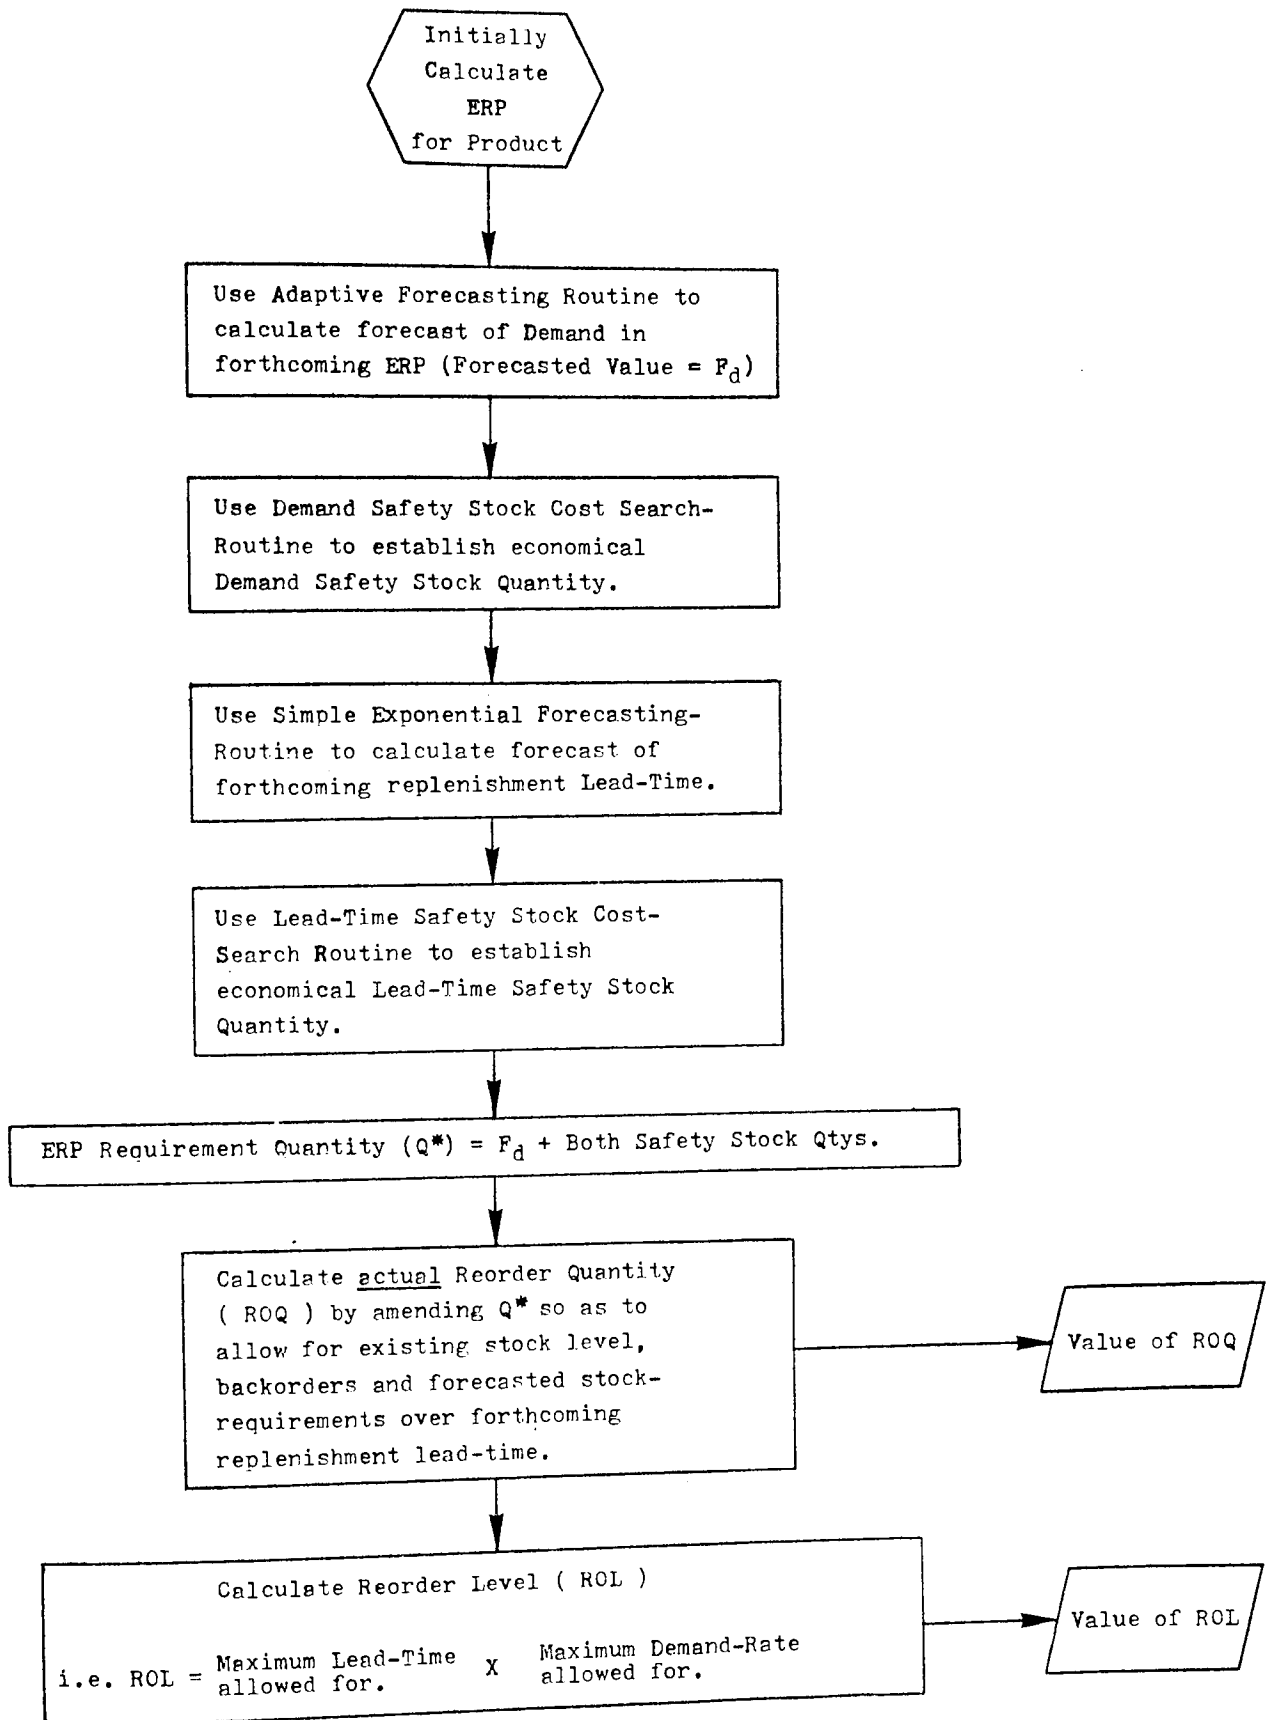 Initially
Calculate
ERP
for Product
Use Adaptive Forecasting Routine to
calculate forecast of Demand in
forthcoming ERP (Forecasted Value = Fd)
Use Demand Safety Stock Cost Search-
Routine to establish economical
Demand Safety Stock Quantity.
Use Simple Exponential Forecasting-
Routine to calculate forecast of
forthcoming replenishment Lead-Time.
Use Lead-Time Safety Stock Cost-
Search Routine to establish
economical Lead-Time Safety Stock
Quantity.
ERP Requirement Quantity (Q*) = Fd + Both Safety Stock Qtys.
Calculate actual Reorder Quantity
( ROQ ) by amending Q* so as to
allow for existing stock level,
backorders and forecasted stock-
requirements over forthcoming
replenishment lead-time.
Value of ROQ
Calculate Reorder Level ( ROL )
i.e. ROL = Maximum Lead-Time X Maximum Demand-Rate
allowed for. allowed for.
Value of ROL